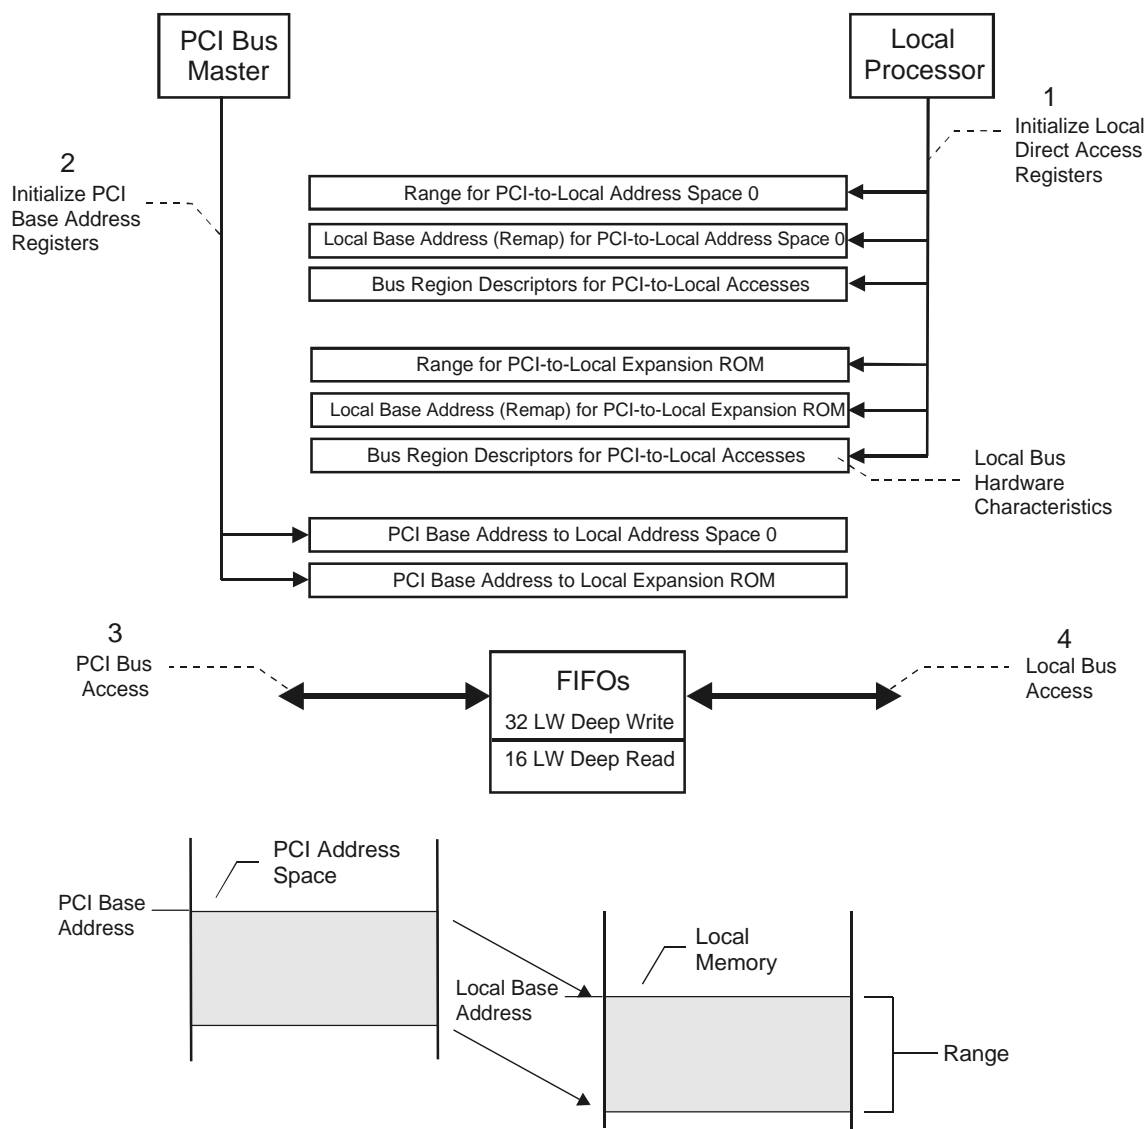 PCI Bus
Master
Local
Processor
1
Initialize Local
Direct Access
Registers
2
Initialize PCI
Base Address
Registers
Range for PCI-to-Local Address Space 0
Local Base Address (Remap) for PCI-to-Local Address Space 0
Bus Region Descriptors for PCI-to-Local Accesses
Range for PCI-to-Local Expansion ROM
Local Base Address (Remap) for PCI-to-Local Expansion ROM
Bus Region Descriptors for PCI-to-Local Accesses
Local Bus
Hardware
Characteristics
PCI Base Address to Local Address Space 0
PCI Base Address to Local Expansion ROM
3
PCI Bus
Access
FIFOs
32 LW Deep Write
16 LW Deep Read
4
Local Bus
Access
PCI Address
Space
PCI Base
Address
Local
Memory
Local Base
Address
Range